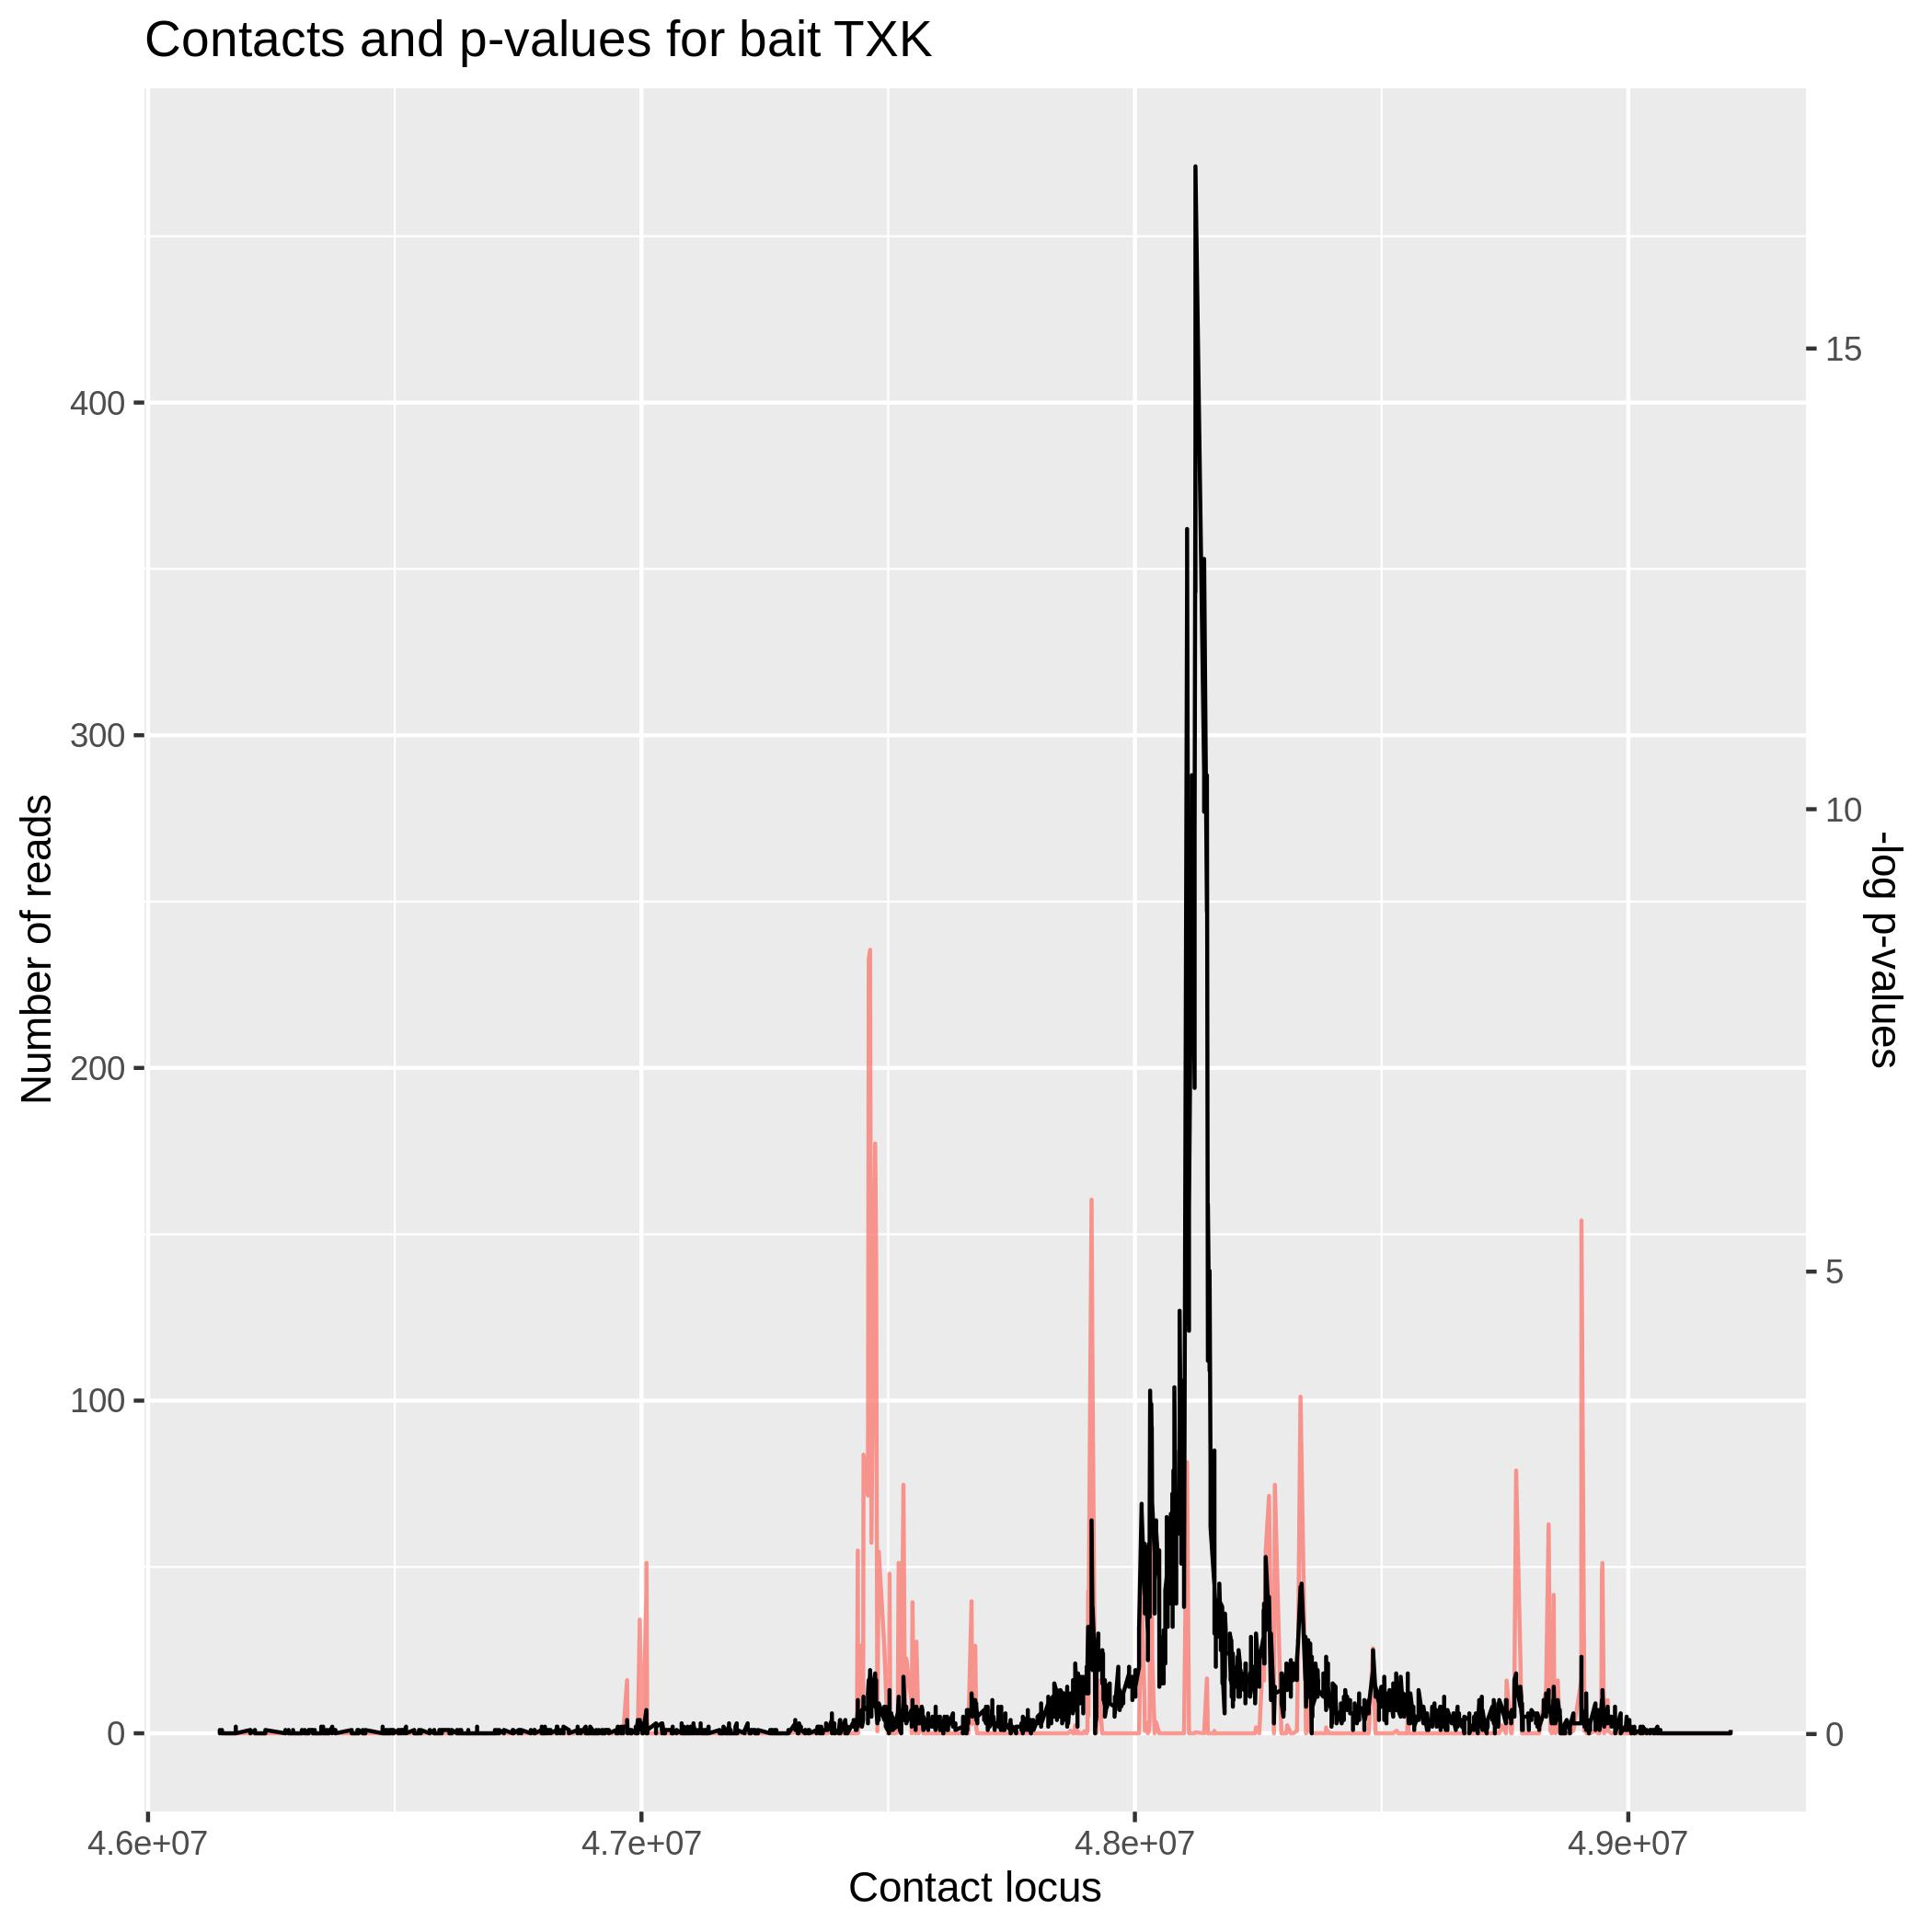 Contacts and p-values for bait TXK
Number of reads
400
300
200
100
0
15
10
5
0
-log p-values
4.6e+07 4.7e+07 4.8e+07 4.9e+07
Contact locus